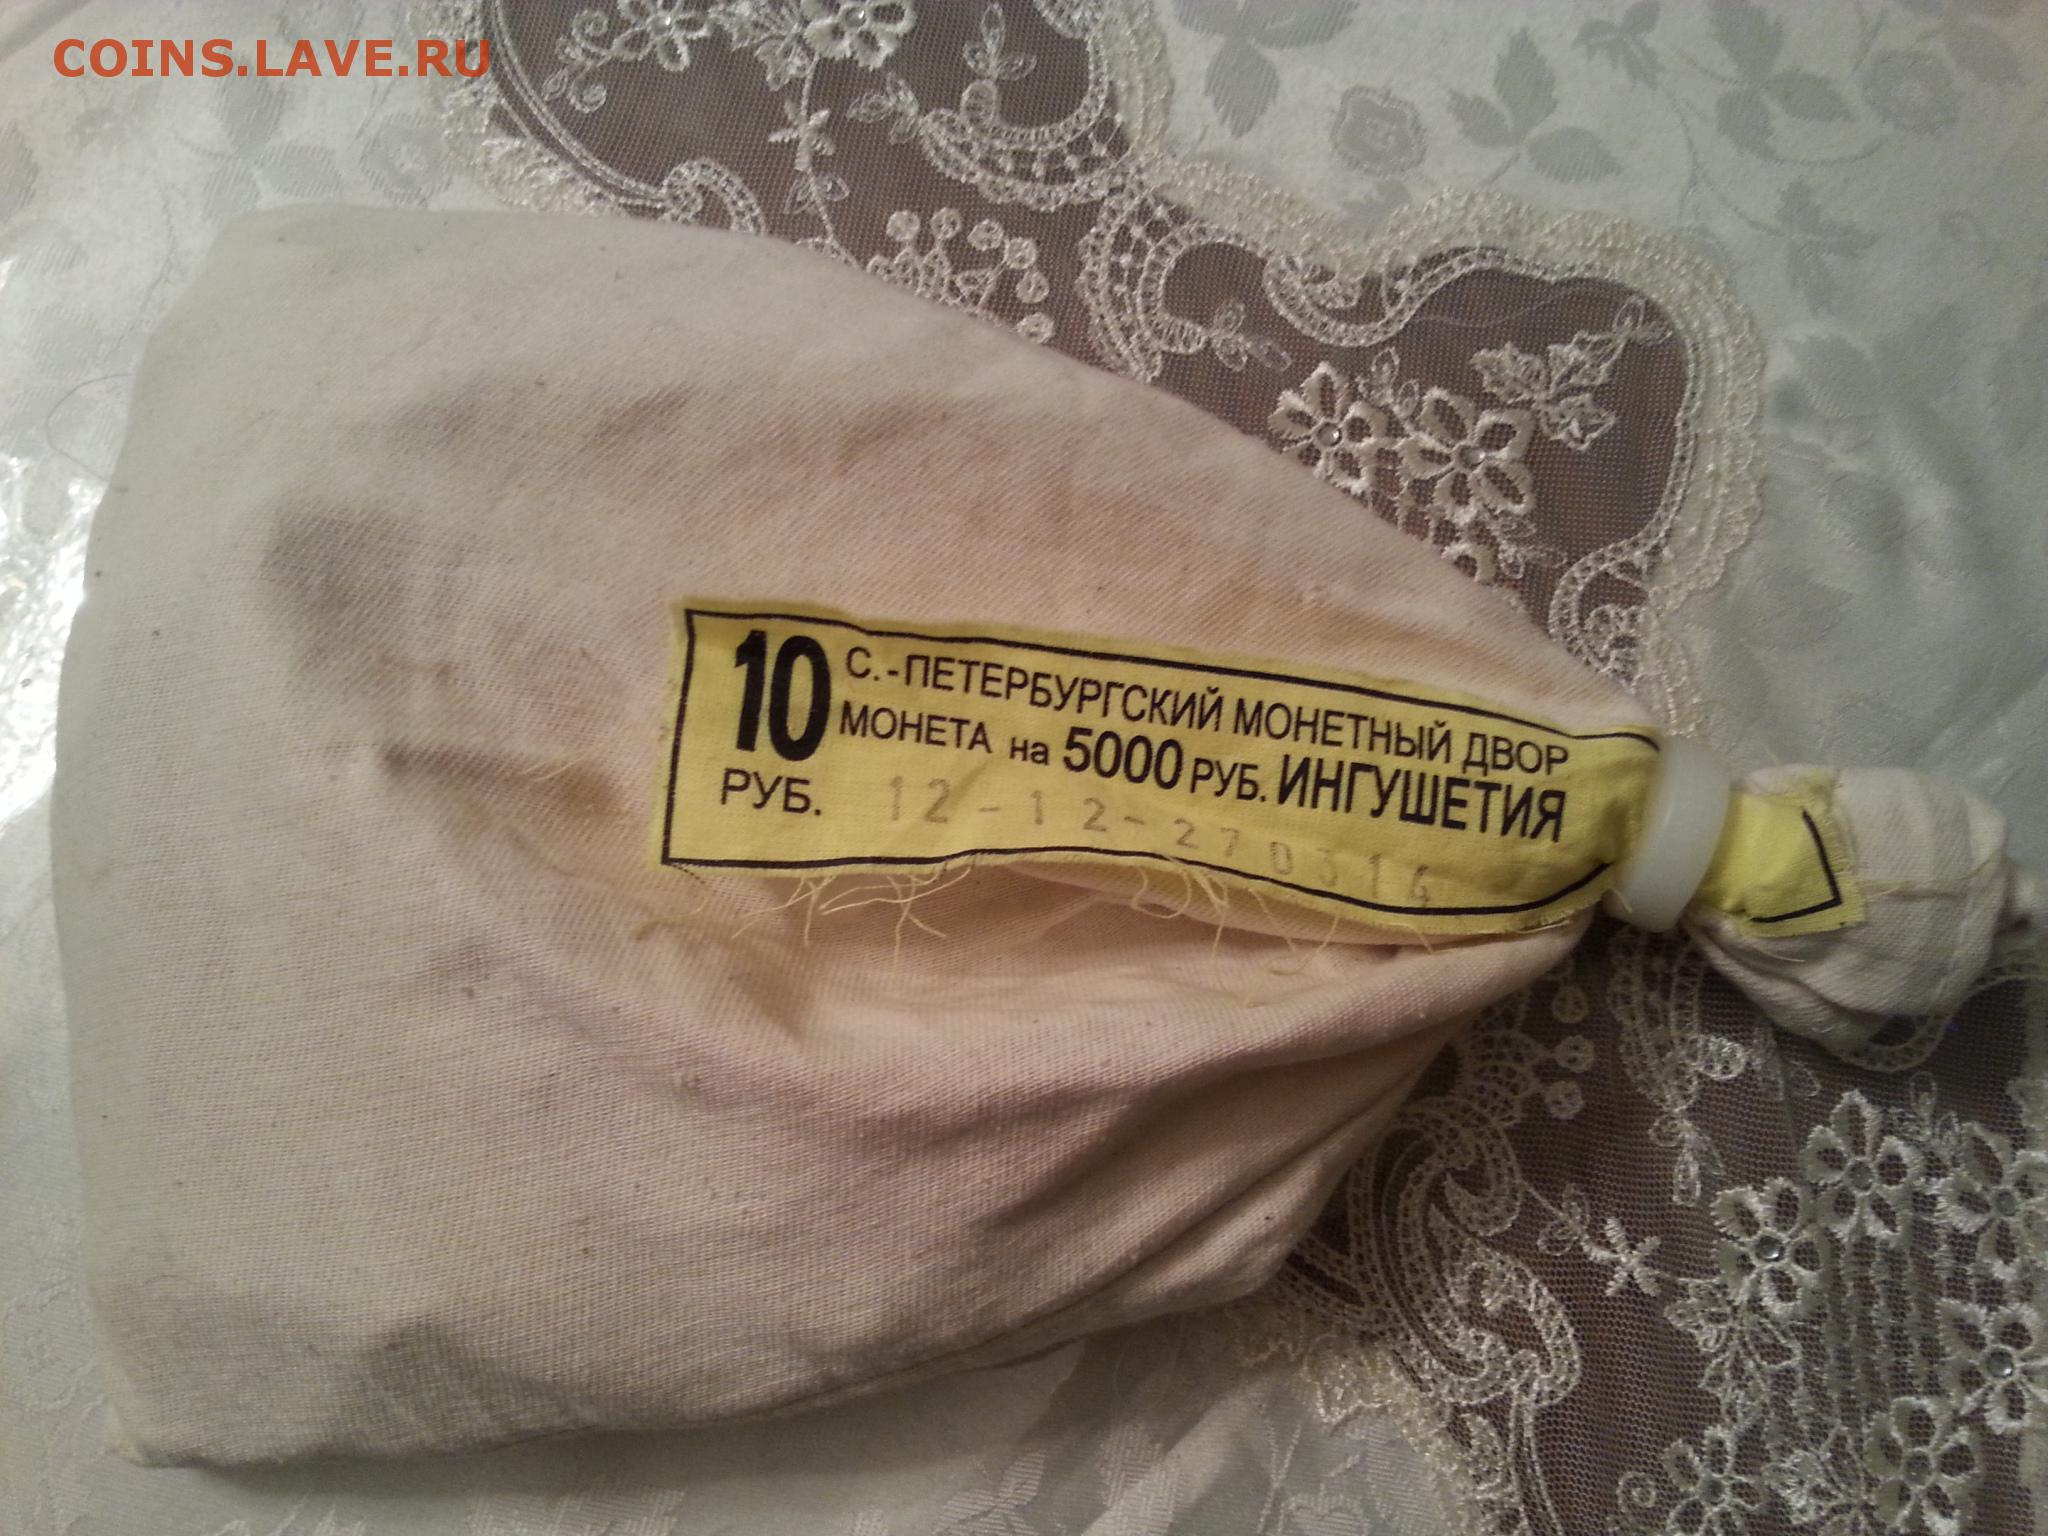 COINS.LAVE.RU
10 РУБ.
С.-ПЕТЕРБУРГСКИЙ МОНЕТНЫЙ ДВОР
МОНЕТА на 5000 РУБ. ИНГУШЕТИЯ
12-12-270314